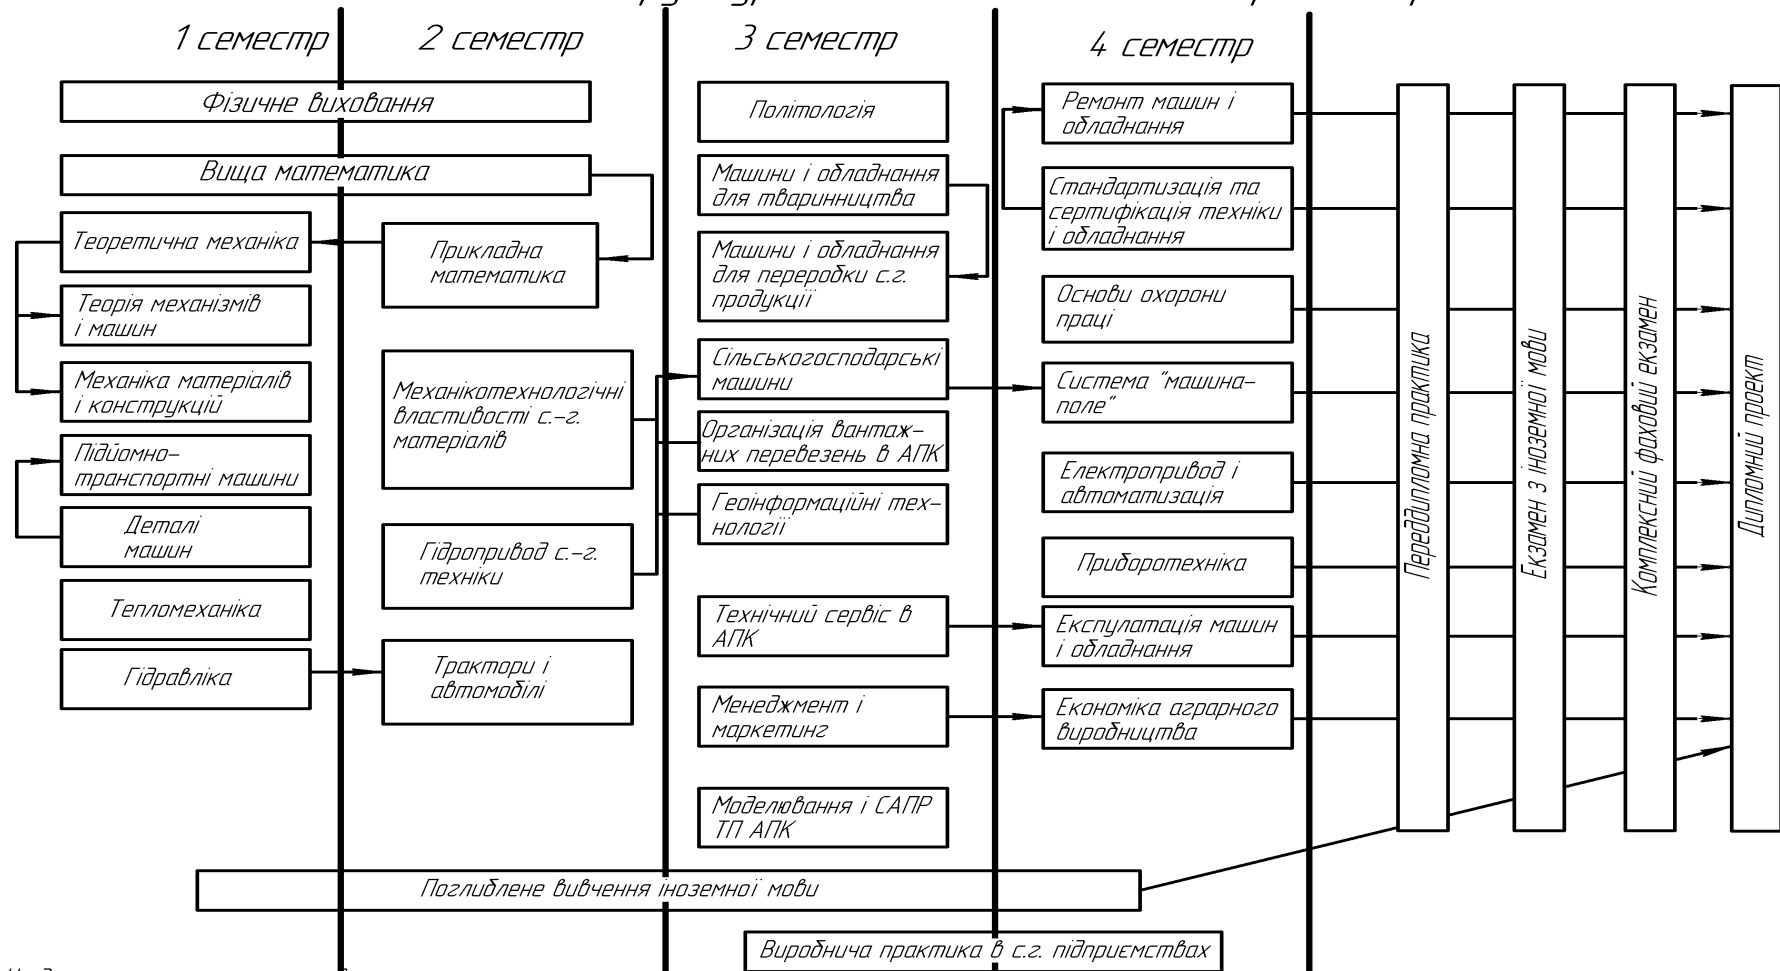 1 семестр
2 семестр
3 семестр
4 семестр
Фізичне виховання
Вища математика
Теоретична механіка
Теорія механізмів
і машин
Механіка матеріалів
і конструкцій
Підйомно-
транспортні машини
Деталі
машин
Тепломеханіка
Гідравліка
Прикладна
математика
Механікотехнологічні
властивості с.-г.
матеріалів
Гідропривод с.-г.
техніки
Трактори і
автомобілі
Політологія
Машини і обладнання
для тваринництва
Машини і обладнання
для переробки с.г.
продукції
Сільськогосподарські
машини
Організація вантаж-
них перевезень в АПК
Геоінформаційні тех-
нології
Технічний сервіс в
АПК
Менеджмент і
маркетинг
Моделювання і САПР
ТП АПК
Ремонт машин і
обладнання
Стандартизація та
сертифікація техніки
і обладнання
Основи охорони
праці
Система "машина-
поле"
Електропривод і
автоматизація
Приборотехніка
Експулатація машин
і обладнання
Економіка аграрного
виробництва
Переддипломна практика
Екзамен з іноземної мови
Комплексний фаховий екзамен
Дипломний проект
Поглиблене вивчення іноземної мови
Виробнича практика в с.г. підприємствах